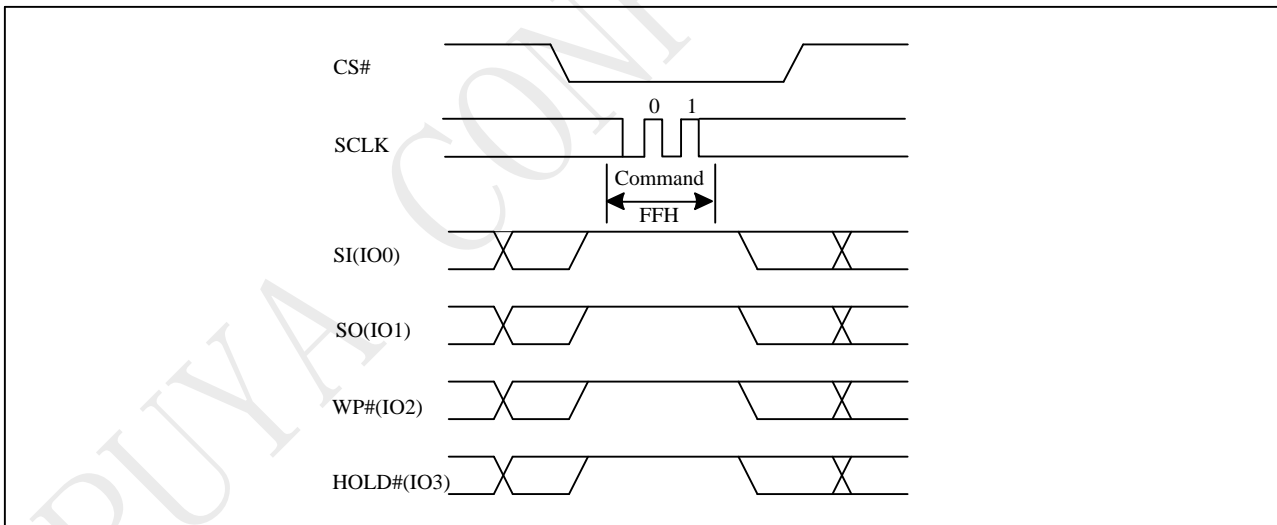 CS#
0 1
SCLK
Command
FFH
SI(IO0)
SO(IO1)
WP#(IO2)
HOLD#(IO3)
PUYA CONF